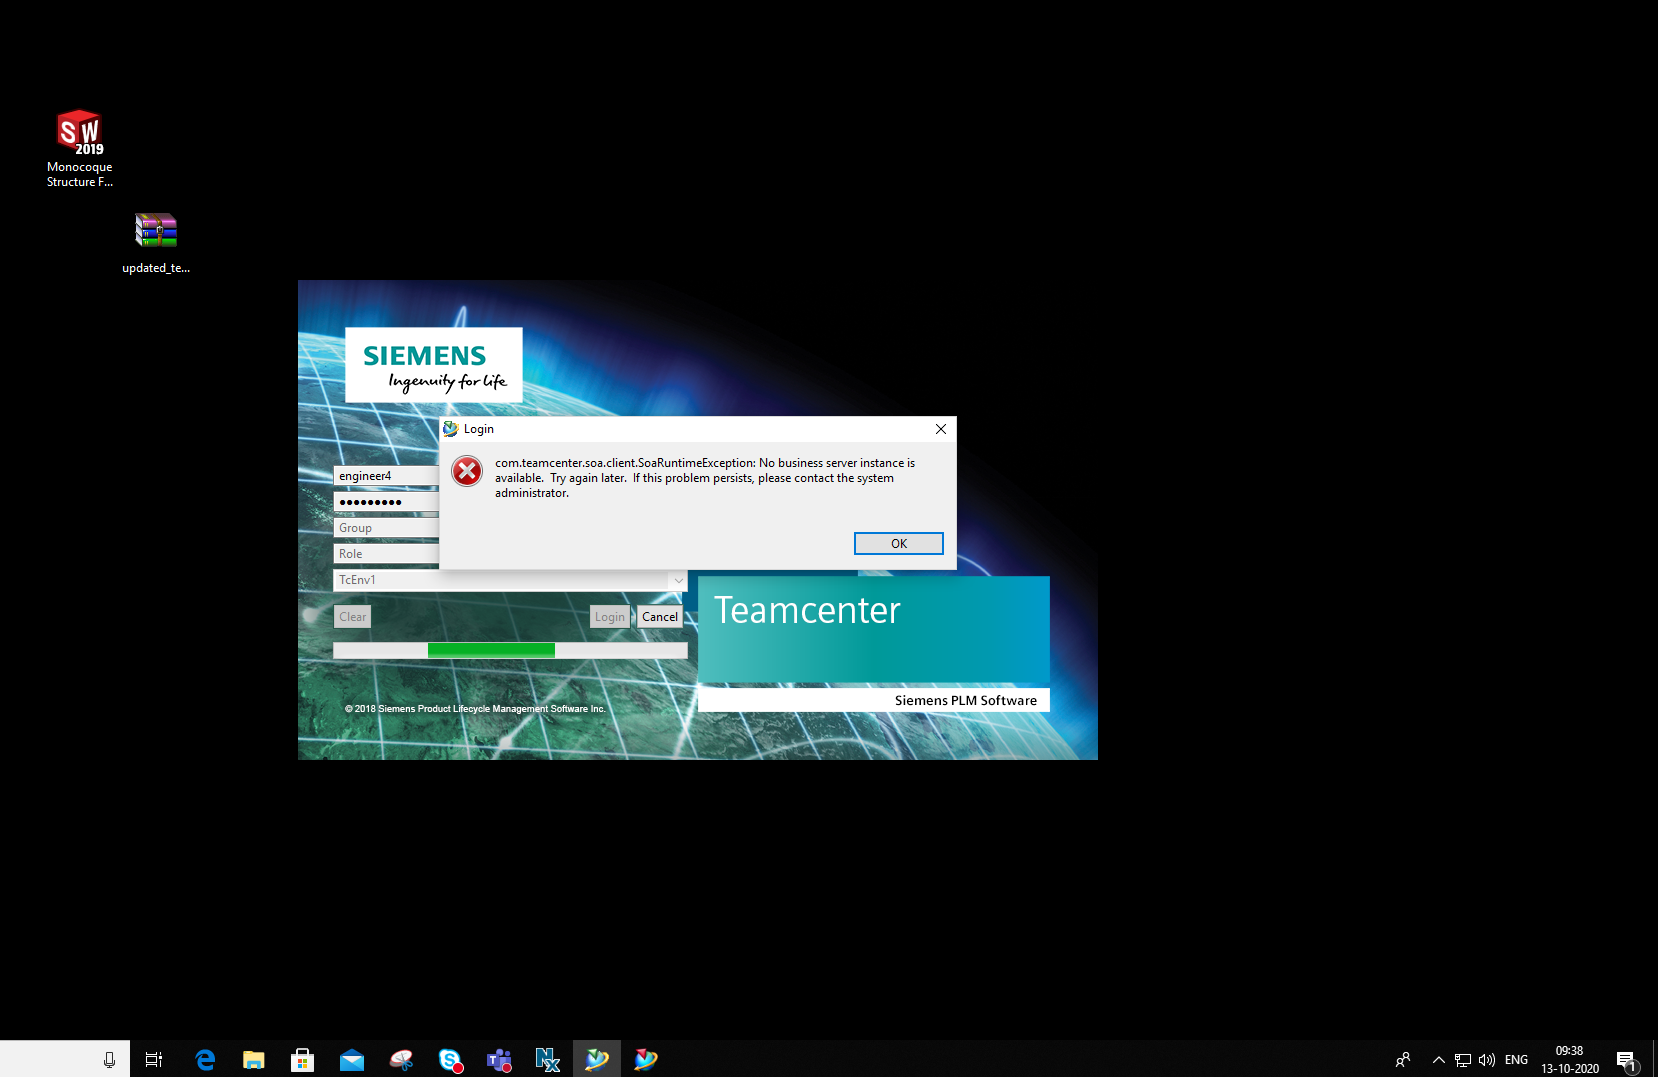 SW
2019
Monocoque
Structure F...
updated_te...
SIEMENS
Ingenuity for life
Login
com.teamcenter.soa.client.SoaRuntimeException: No business server instance is
available.  Try again later.  If this problem persists, please contact the system
administrator.
OK
engineer4
Group
Role
TcEnv1
Clear
Login
Cancel
Teamcenter
Siemens PLM Software
© 2018 Siemens Product Lifecycle Management Software Inc.
ENG
09:38
13-10-2020
1